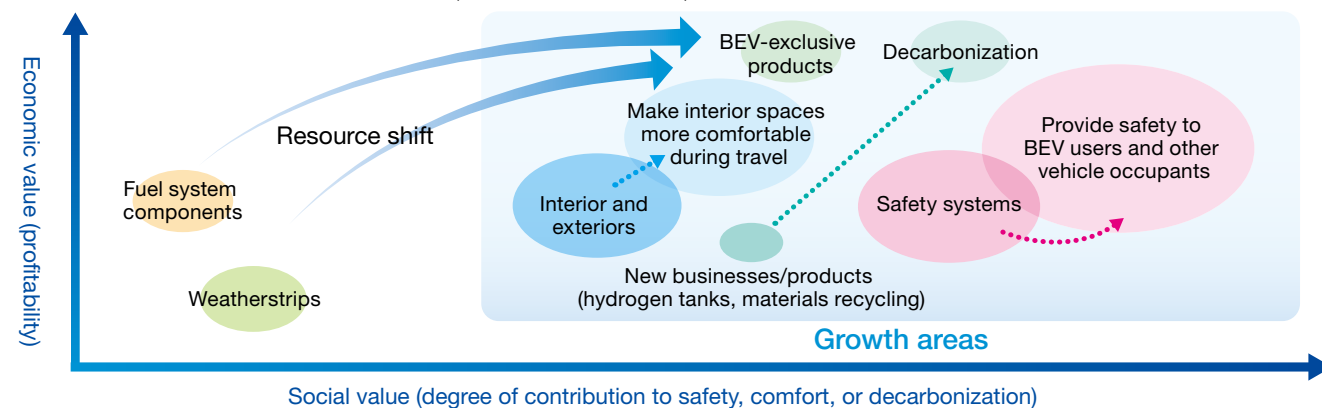 Economic value (profitability)
BEV-exclusive
products
Decarbonization
Make interior spaces
more comfortable
during travel
Resource shift
Provide safety to
BEV users and other
vehicle occupants
Fuel system
components
Interior and
exteriors
Safety systems
Weatherstrips
New businesses/products
(hydrogen tanks, materials recycling)
Growth areas
Social value (degree of contribution to safety, comfort, or decarbonization)